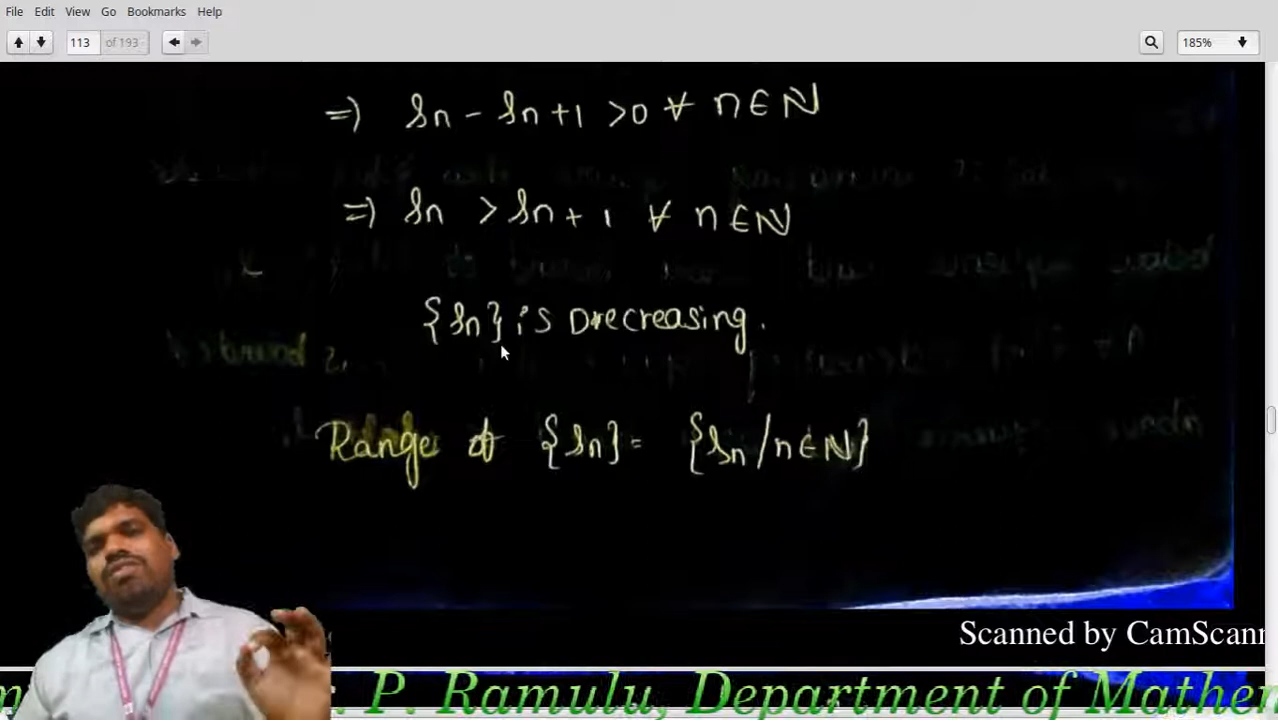 File Edit View Go Bookmarks Help
113 of 193 185%
=) Sn - Sn+1 >0 ∀ n∈N
=) Sn > Sn+1 ∀ n∈N
{Sn} is Drecreasing.
Range of {Sn} = {Sn/n∈N}
Scanned by CamScann
P. Ramulu, Department of Mathe